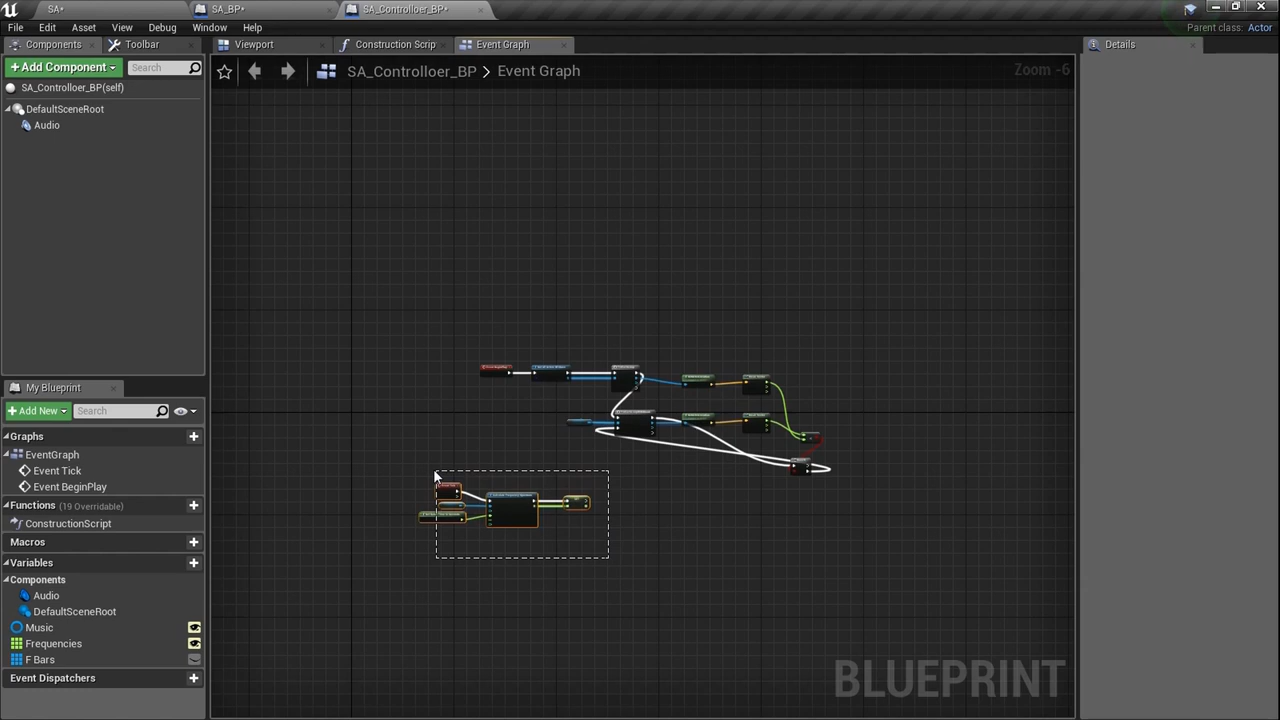 SA*
SA_BP*
SA_Controlloer_BP*
File
Edit
Asset
View
Debug
Window
Help
Parent class:
Actor
Components
Toolbar
Viewport
Construction Scrip
Event Graph
Details
+Add Component
Search
SA_Controlloer_BP > Event Graph
Zoom -6
SA_Controlloer_BP(self)
DefaultSceneRoot
Audio
My Blueprint
+Add New
Search
Graphs
EventGraph
Event Tick
Event BeginPlay
Functions (19 Overridable)
ConstructionScript
Macros
Variables
Components
Audio
DefaultSceneRoot
Music
Frequencies
F Bars
Event Dispatchers
BLUEPRINT